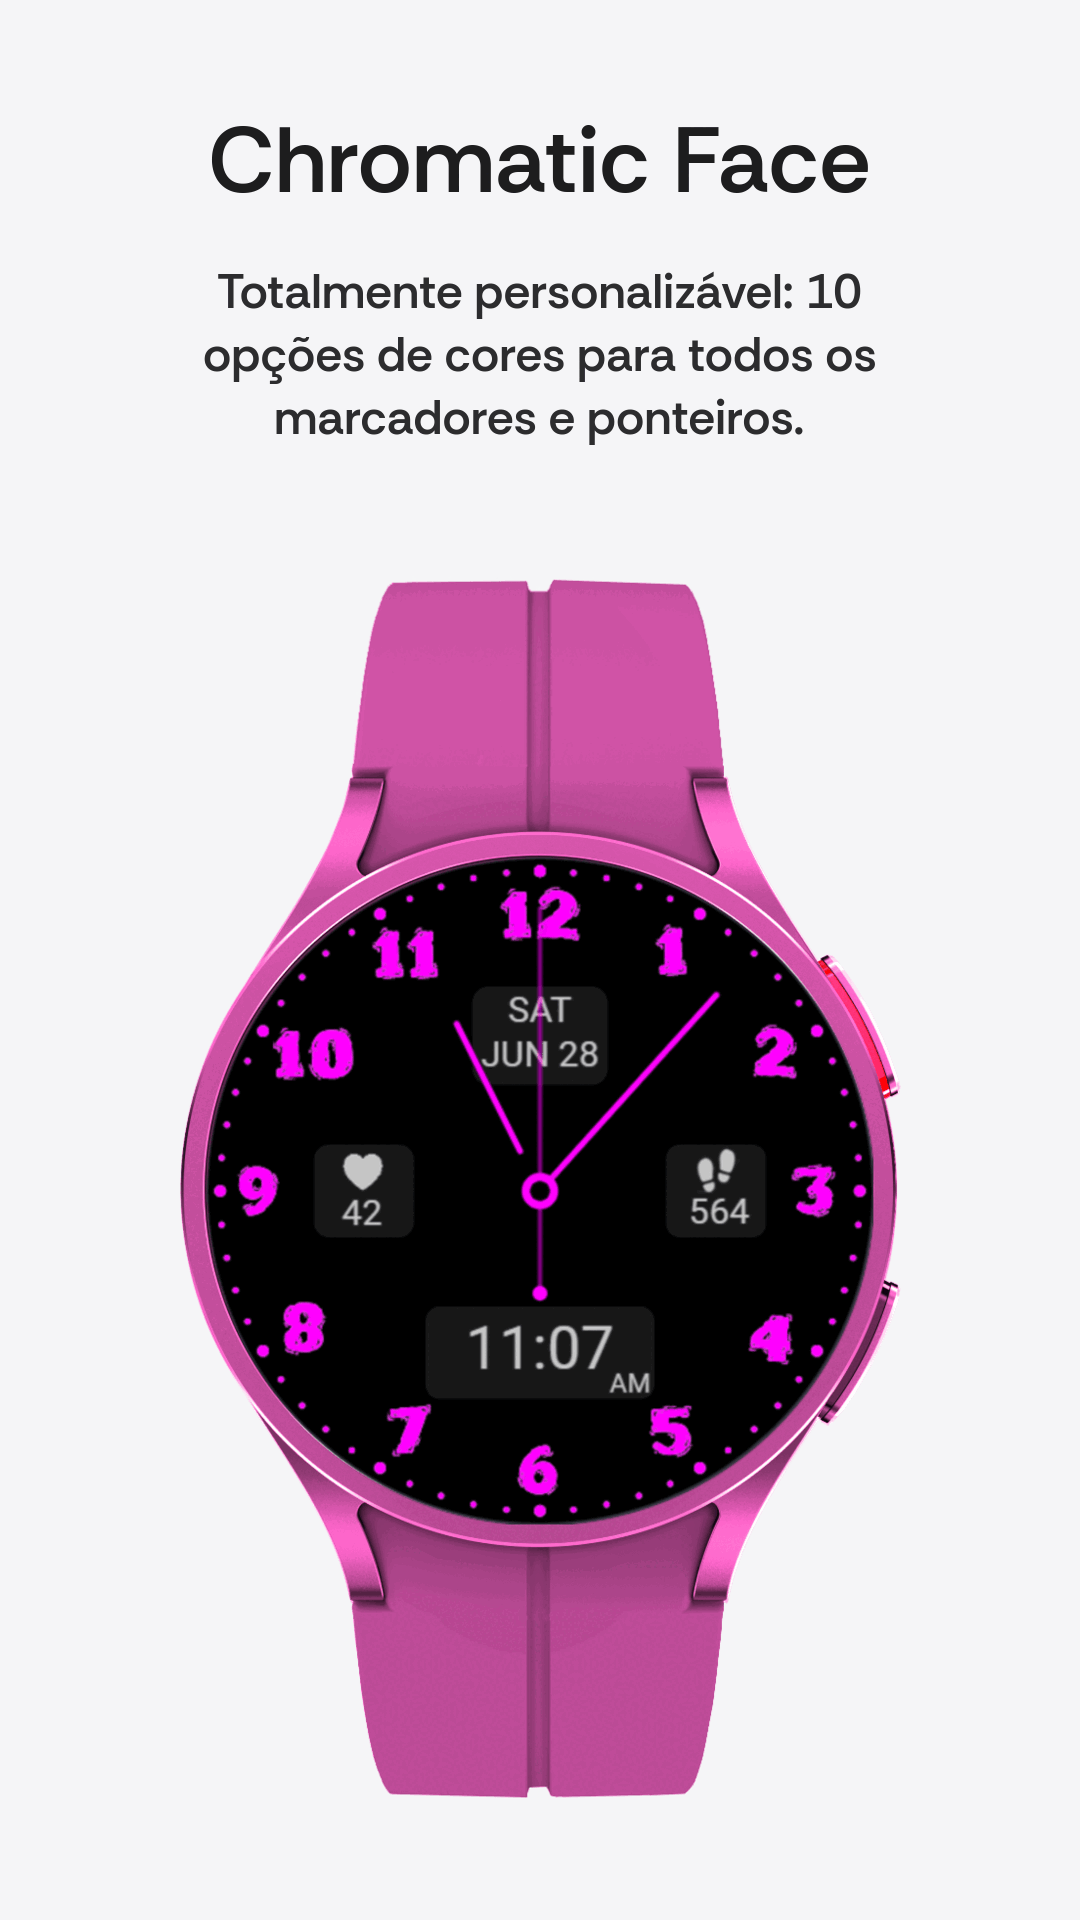 Chromatic Face
Totalmente personalizável: 10
opções de cores para todos os
marcadores e ponteiros.
12
11
1
SAT
JUN 28
10
2
9
42
564
3
8
4
11:07
AM
7
5
6